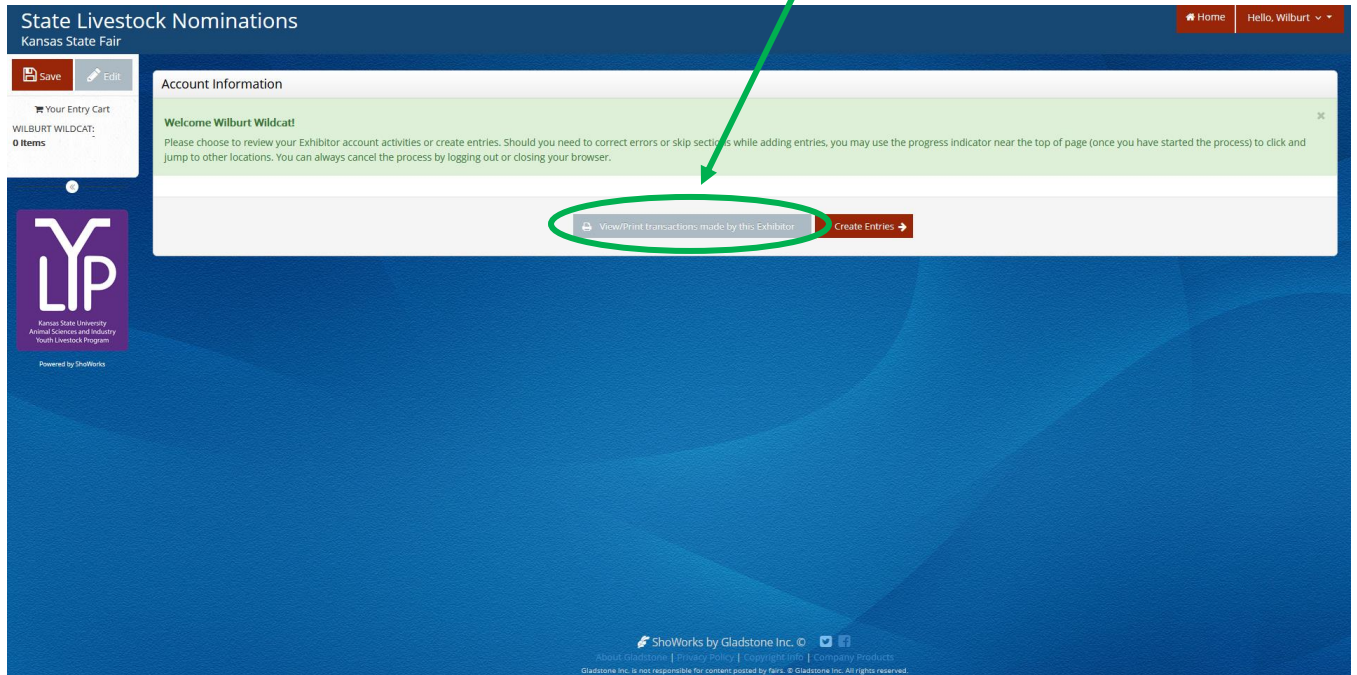 State Livestock Nominations
Kansas State Fair
Home
Hello, Wilburt
Save
Edit
Your Entry Cart
WILBURT WILDCAT:
0 Items
Account Information
Welcome Wilburt Wildcat!
Please choose to review your Exhibitor account activities or create entries. Should you need to correct errors or skip sections while adding entries, you may use the progress indicator near the top of page (once you have started the process) to click and
jump to other locations. You can always cancel the process by logging out or closing your browser.
View/Print transactions made by this Exhibitor
Create Entries
YLP
Kansas State University
Animal Sciences and Industry
Youth Livestock Program
Powered by ShoWorks
ShoWorks by Gladstone Inc. ©
About Gladstone | Privacy Policy | Copyright Info | Company Products
Gladstone Inc. is not responsible for content posted by fairs. © Gladstone Inc. All rights reserved.